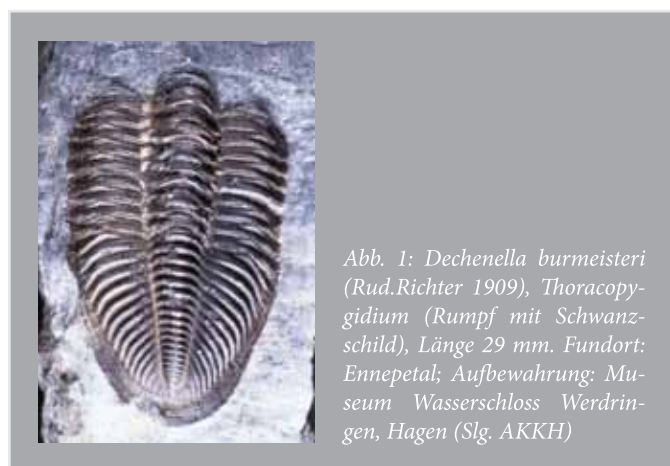 Abb. 1: Dechenella burmeisteri
(Rud.Richter 1909), Thoracopy-
gidium (Rumpf mit Schwanz-
schild), Länge 29 mm. Fundort:
Ennepetal; Aufbewahrung: Mu-
seum Wasserschloss Werdrin-
gen, Hagen (Slg. AKKH)